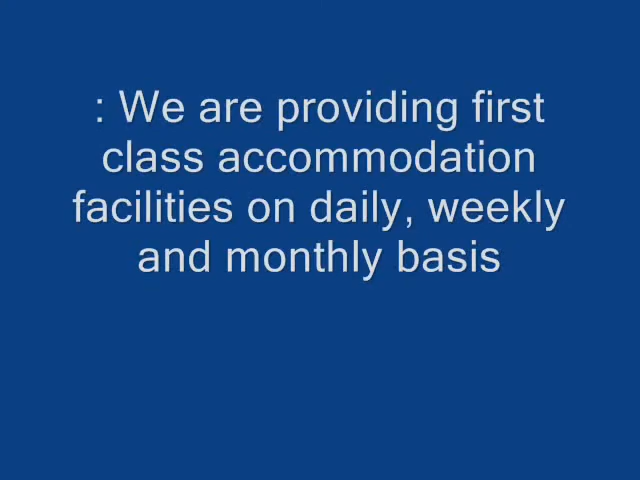 : We are providing first
class accommodation
facilities on daily, weekly
and monthly basis